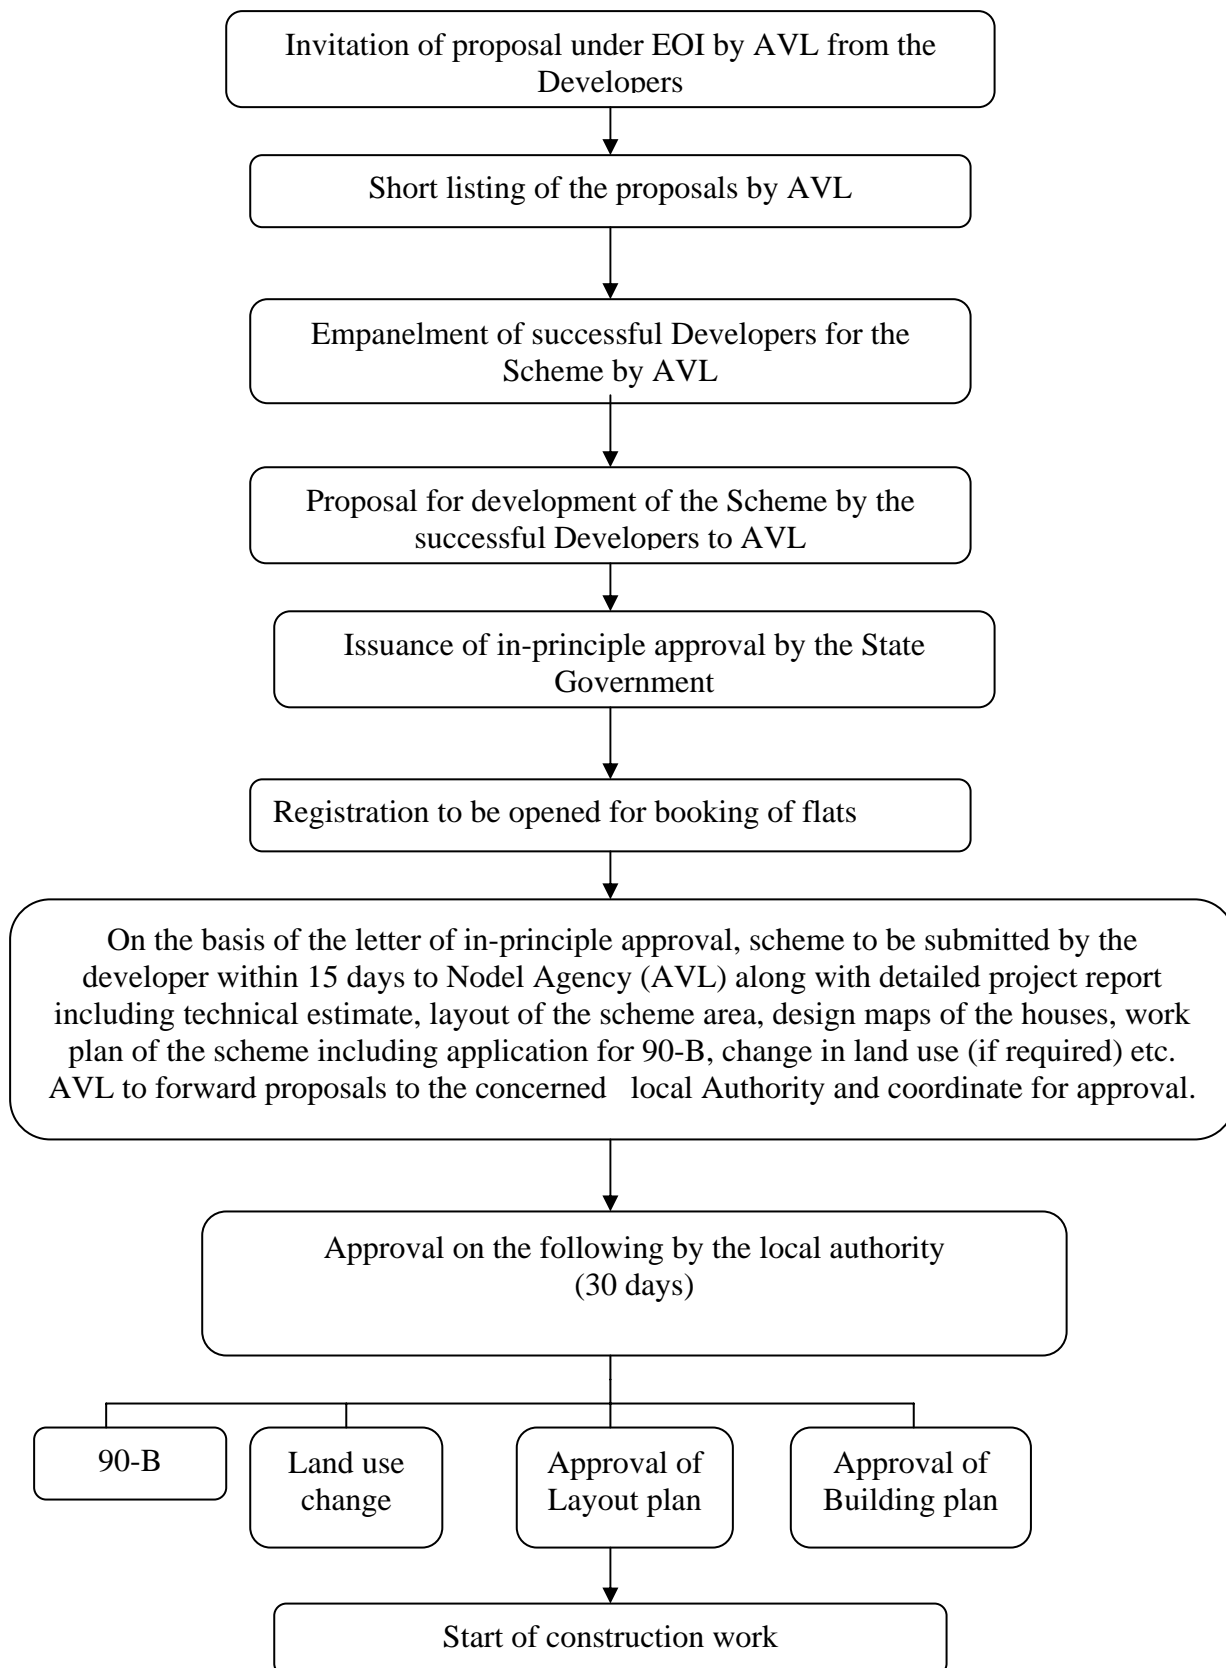 Invitation of proposal under EOI by AVL from the
Developers
Short listing of the proposals by AVL
Empanelment of successful Developers for the
Scheme by AVL
Proposal for development of the Scheme by the
successful Developers to AVL
Issuance of in-principle approval by the State
Government
Registration to be opened for booking of flats
On the basis of the letter of in-principle approval, scheme to be submitted by the
developer within 15 days to Nodel Agency (AVL) along with detailed project report
including technical estimate, layout of the scheme area, design maps of the houses, work
plan of the scheme including application for 90-B, change in land use (if required) etc.
AVL to forward proposals to the concerned local Authority and coordinate for approval.
Approval on the following by the local authority
(30 days)
90-B
Land use
change
Approval of
Layout plan
Approval of
Building plan
Start of construction work